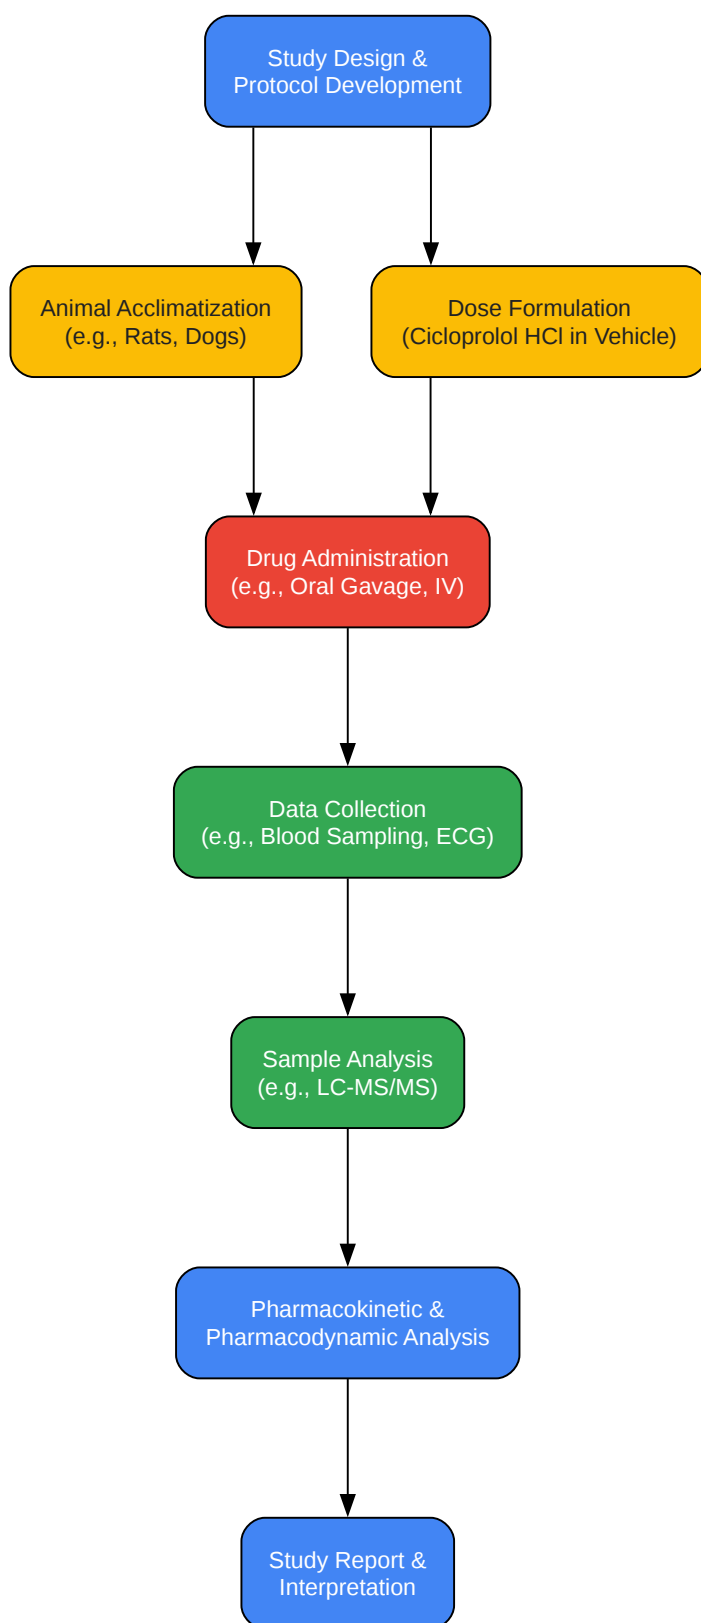 Study Design &
Protocol Development
Animal Acclimatization
(e.g., Rats, Dogs)
Dose Formulation
(Cicloprolol HCl in Vehicle)
Drug Administration
(e.g., Oral Gavage, IV)
Data Collection
(e.g., Blood Sampling, ECG)
Sample Analysis
(e.g., LC-MS/MS)
Pharmacokinetic &
Pharmacodynamic Analysis
Study Report &
Interpretation